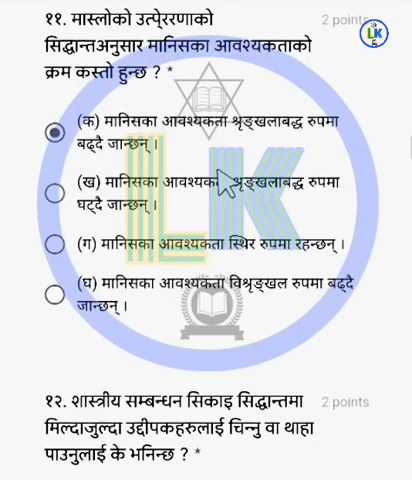 ११. मास्लोको उत्प्रेररणाको
2 points
LK
सिद्धान्तअनुसार मानिसका आवश्यकताको
क्रम कस्तो हुन्छ ? *
(क) मानिसका आवश्यकता श्रृङ्खलाबद्ध रुपमा
बढ्दै जान्छन् ।
(ख) मानिसका आवश्यकता श्रृङ्खलाबद्ध रुपमा
घट्दै जान्छन् ।
(ग) मानिसका आवश्यकता स्थिर रुपमा रहन्छन् ।
(घ) मानिसका आवश्यकता विश्रृङ्खल रुपमा बढ्दै
जान्छन् ।
LK
१२. शास्त्रीय सम्बन्धन सिकाइ सिद्धान्तमा
2 points
मिल्दाजुल्दा उद्दीपकहरुलाई चिन्नु वा थाहा
पाउनुलाई के भनिन्छ ? *